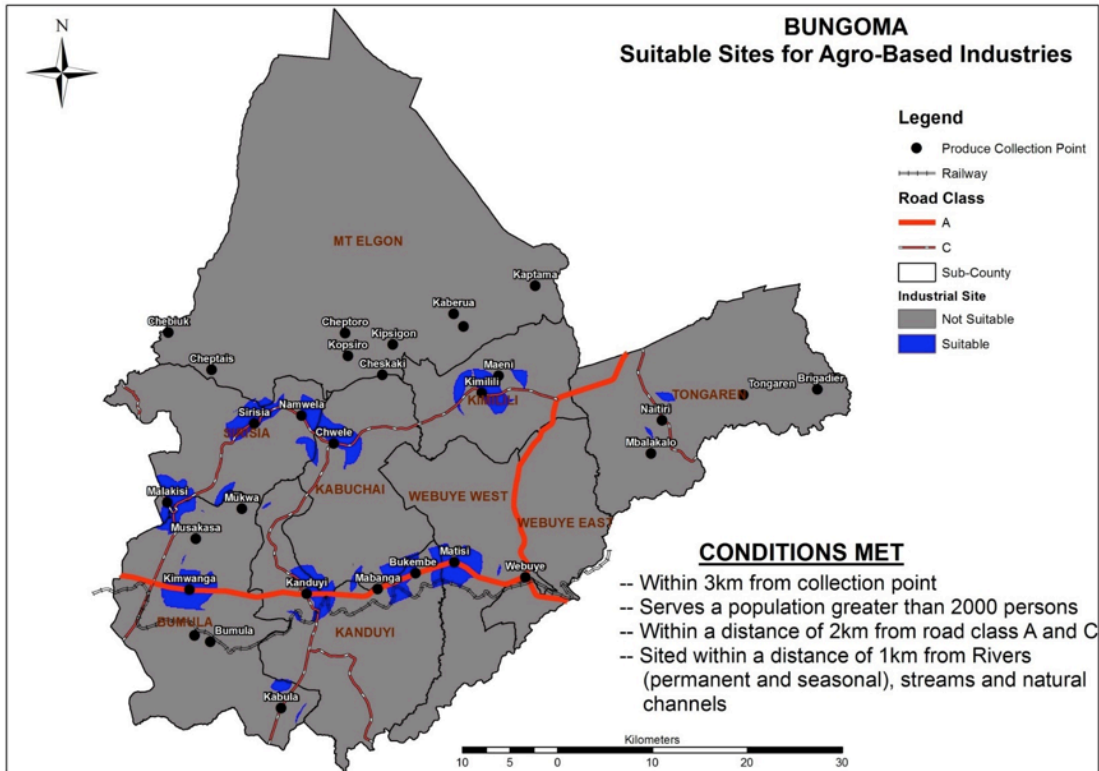 BUNGOMA
Suitable Sites for Agro-Based Industries
N
Legend
Produce Collection Point
Railway
Road Class
A
C
Sub-County
Industrial Site
Not Suitable
Suitable
MT ELGON
Kaptama
Kaberua
Chebiuk
Cheptoro
Kipsigon
Kopsiro
Cheptais
Cheskaki
Maeni
Kimilili
KIMILILI
TONGAREN
Tongaren
Brigadier
Naitiri
Mbalakalo
Namwela
Sirisia
SIRISIA
Chwele
KABUCHAI
WEBUYE WEST
WEBUYE EAST
Malakisi
Mukwa
Musakasa
Matisi
Bukembe
Webuye
Kimwanga
Kanduyi
Mabanga
BUMULA
Bumula
KANDUYI
Kabula
CONDITIONS MET
-- Within 3km from collection point
-- Serves a population greater than 2000 persons
-- Within a distance of 2km from road class A and C
-- Sited within a distance of 1km from Rivers
(permanent and seasonal), streams and natural
channels
Kilometers
10 5 0 10 20 30